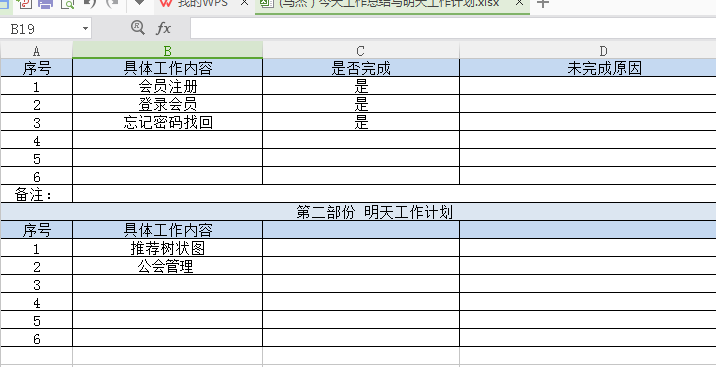 我的WPS ×
(马杰）今天工作总结与明天工作计划.xlsx × +
B19 fx
A B C D
序号 具体工作内容 是否完成 未完成原因
1 会员注册 是
2 登录会员 是
3 忘记密码找回 是
4
5
6
备注：
第二部份 明天工作计划
序号 具体工作内容
1 推荐树状图
2 公会管理
3
4
5
6